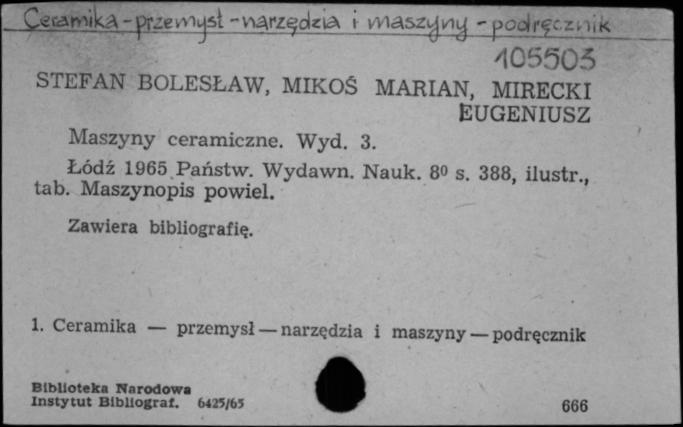 Ceramika - przemysł - narzędzia i maszyny - podręcznik
105503
STEFAN BOLESŁAW, MIKOŚ MARIAN, MIRECKI
EUGENIUSZ
Maszyny ceramiczne. Wyd. 3.
Łódź 1965 Państw. Wydawn. Nauk. 8⁰ s. 388, ilustr.,
tab. Maszynopis powiel.
Zawiera bibliografię.
1. Ceramika — przemysł — narzędzia i maszyny — podręcznik
Biblioteka Narodowa
Instytut Bibliograf. 6425/65
666